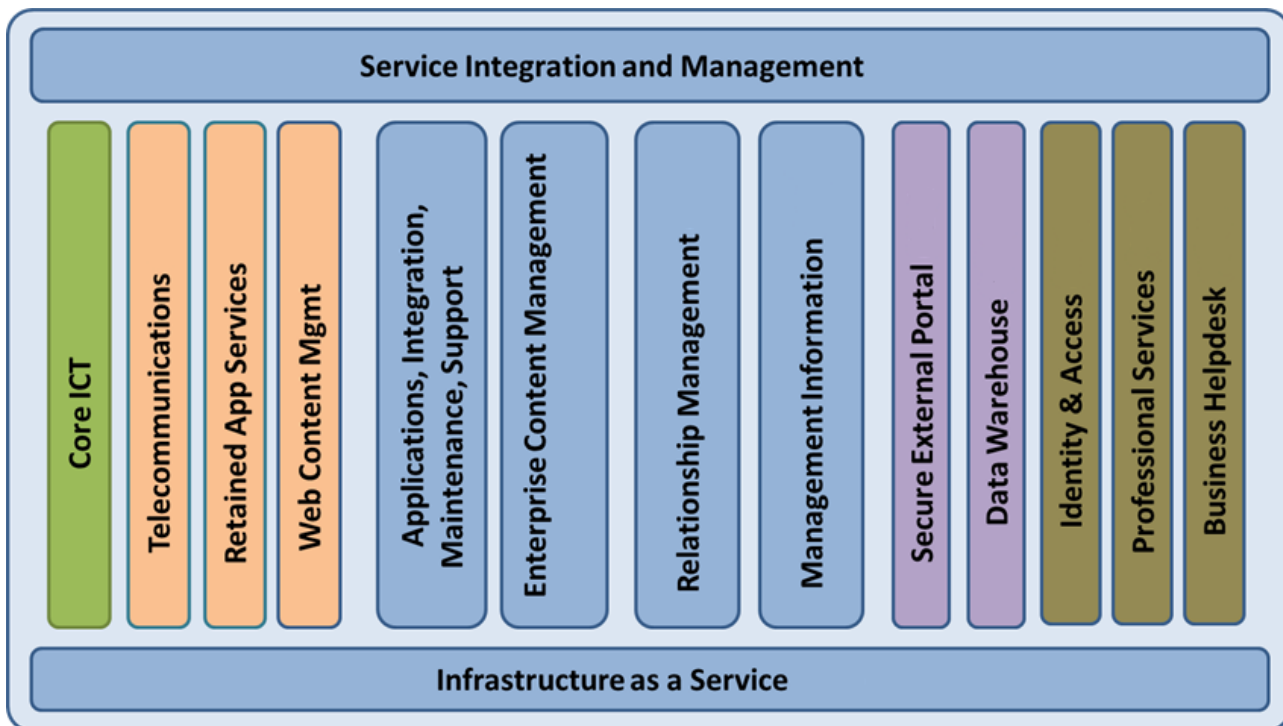 Service Integration and Management
Core ICT
Telecommunications
Retained App Services
Web Content Mgmt
Applications, Integration,
Maintenance, Support
Enterprise Content Management
Relationship Management
Management Information
Secure External Portal
Data Warehouse
Identity & Access
Professional Services
Business Helpdesk
Infrastructure as a Service